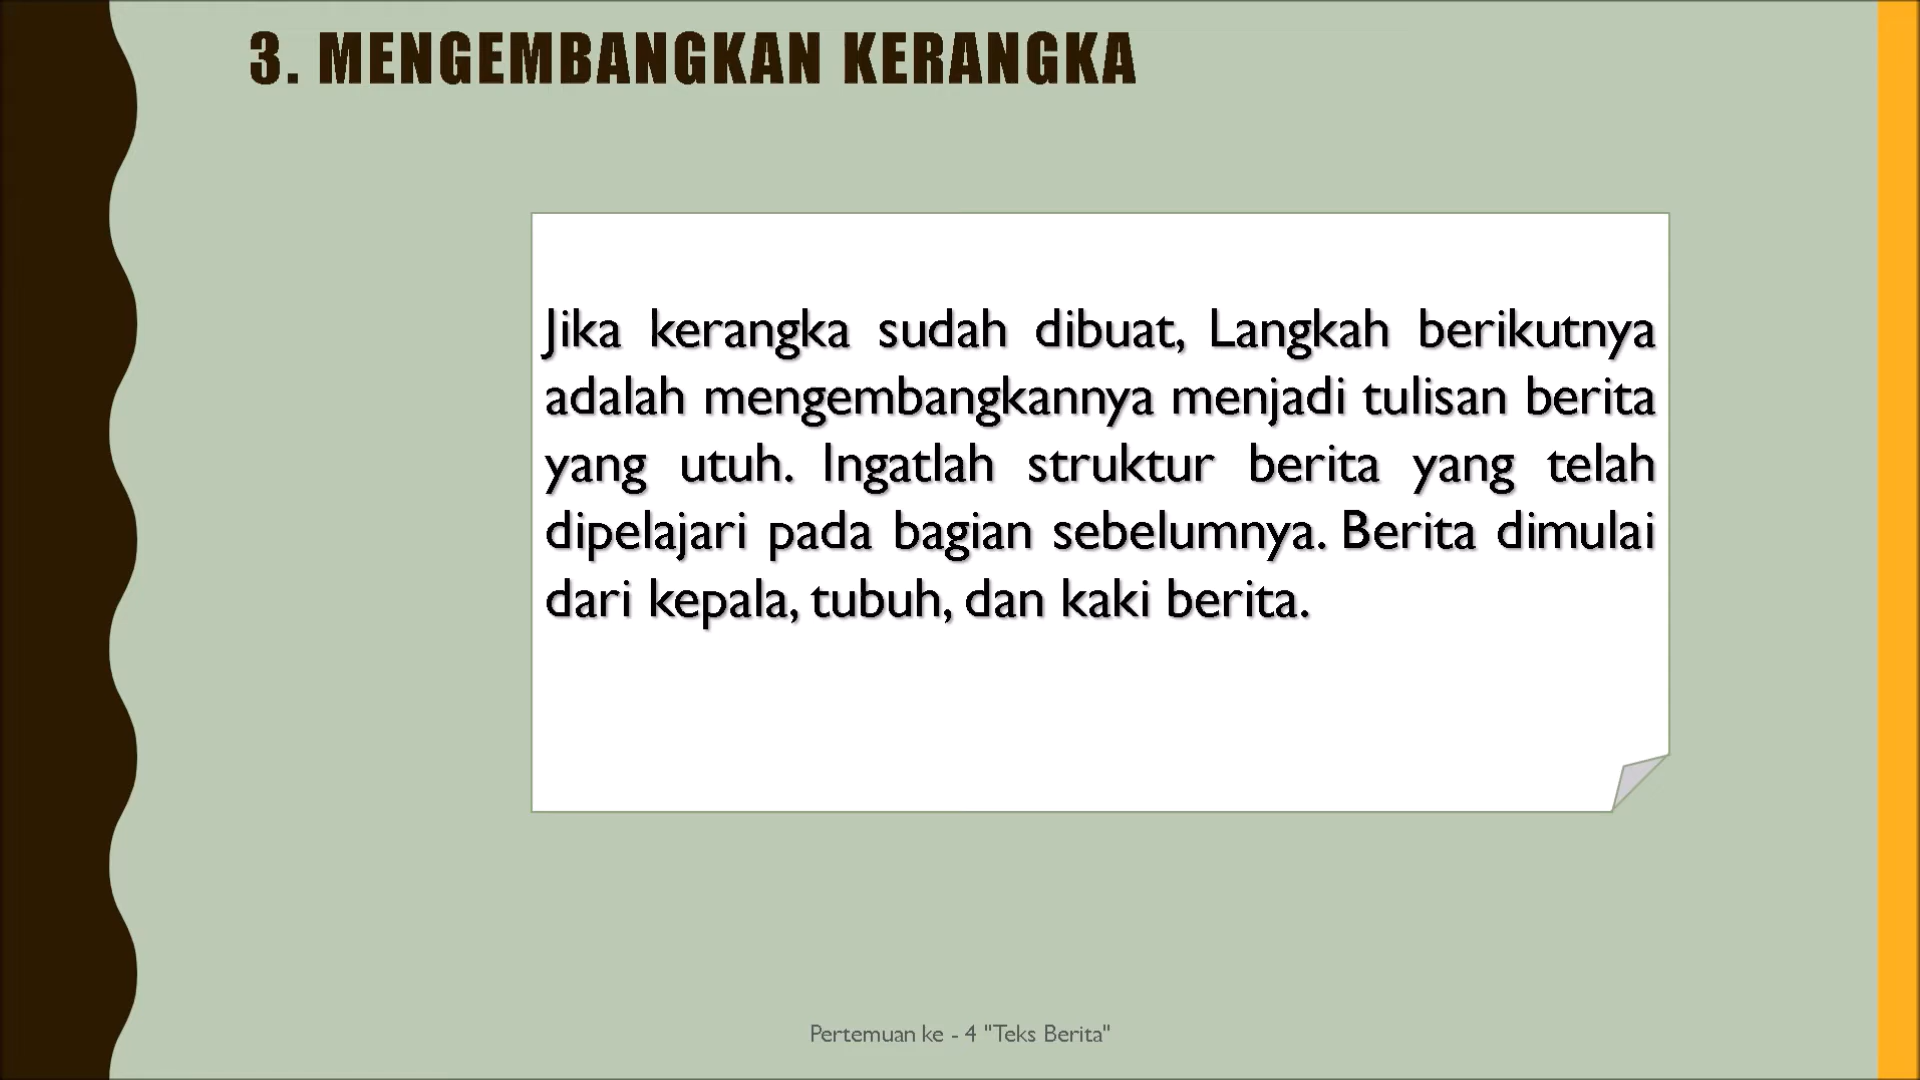 3. MENGEMBANGKAN KERANGKA
Jika kerangka sudah dibuat, Langkah berikutnya
adalah mengembangkannya menjadi tulisan berita
yang utuh. Ingatlah struktur berita yang telah
dipelajari pada bagian sebelumnya. Berita dimulai
dari kepala, tubuh, dan kaki berita.
Pertemuan ke - 4 "Teks Berita"